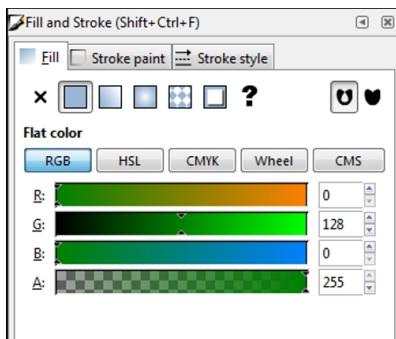 Fill and Stroke (Shift+Ctrl+F)
Fill Stroke paint Stroke style
?
Flat color
RGB HSL CMYK Wheel CMS
R: 0
G: 128
B: 0
A: 255